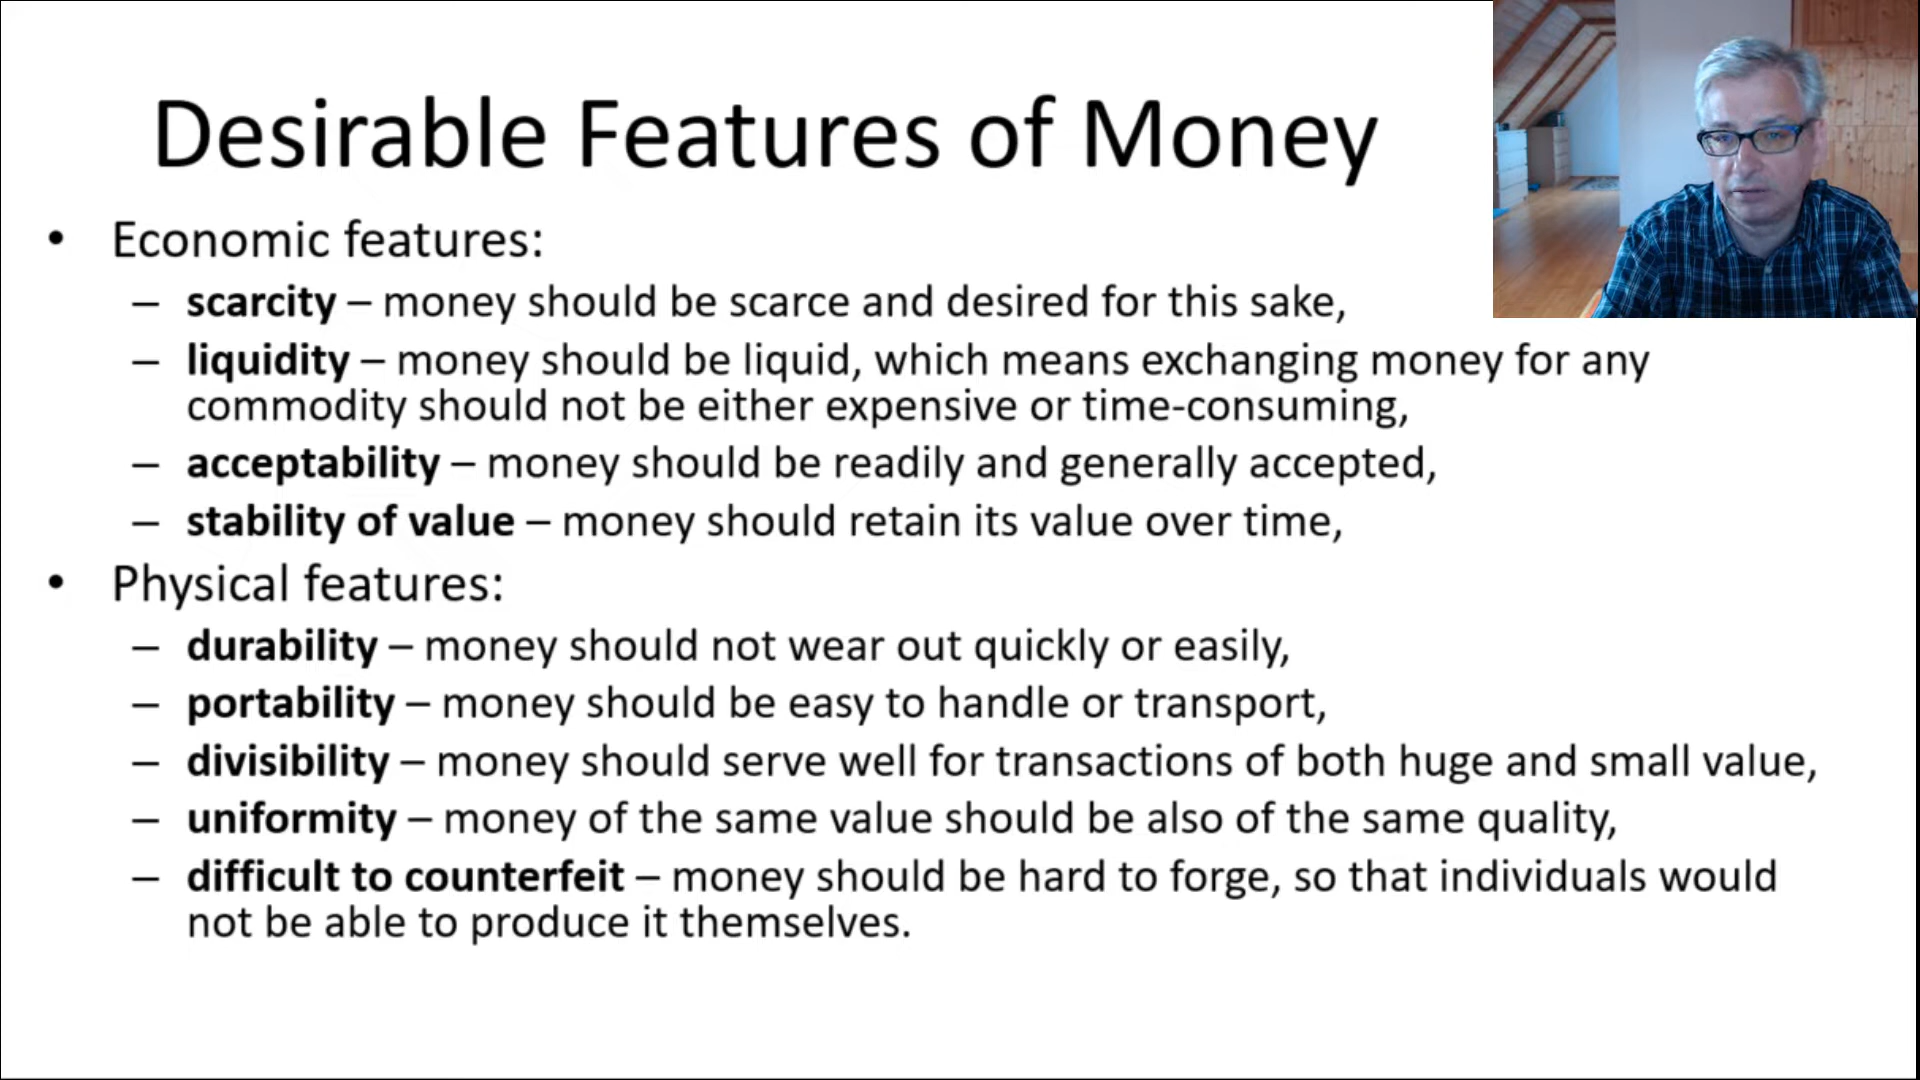 Desirable Features of Money
• Economic features:
– scarcity – money should be scarce and desired for this sake,
– liquidity – money should be liquid, which means exchanging money for any
commodity should not be either expensive or time-consuming,
– acceptability – money should be readily and generally accepted,
– stability of value – money should retain its value over time,
• Physical features:
– durability – money should not wear out quickly or easily,
– portability – money should be easy to handle or transport,
– divisibility – money should serve well for transactions of both huge and small value,
– uniformity – money of the same value should be also of the same quality,
– difficult to counterfeit – money should be hard to forge, so that individuals would
not be able to produce it themselves.